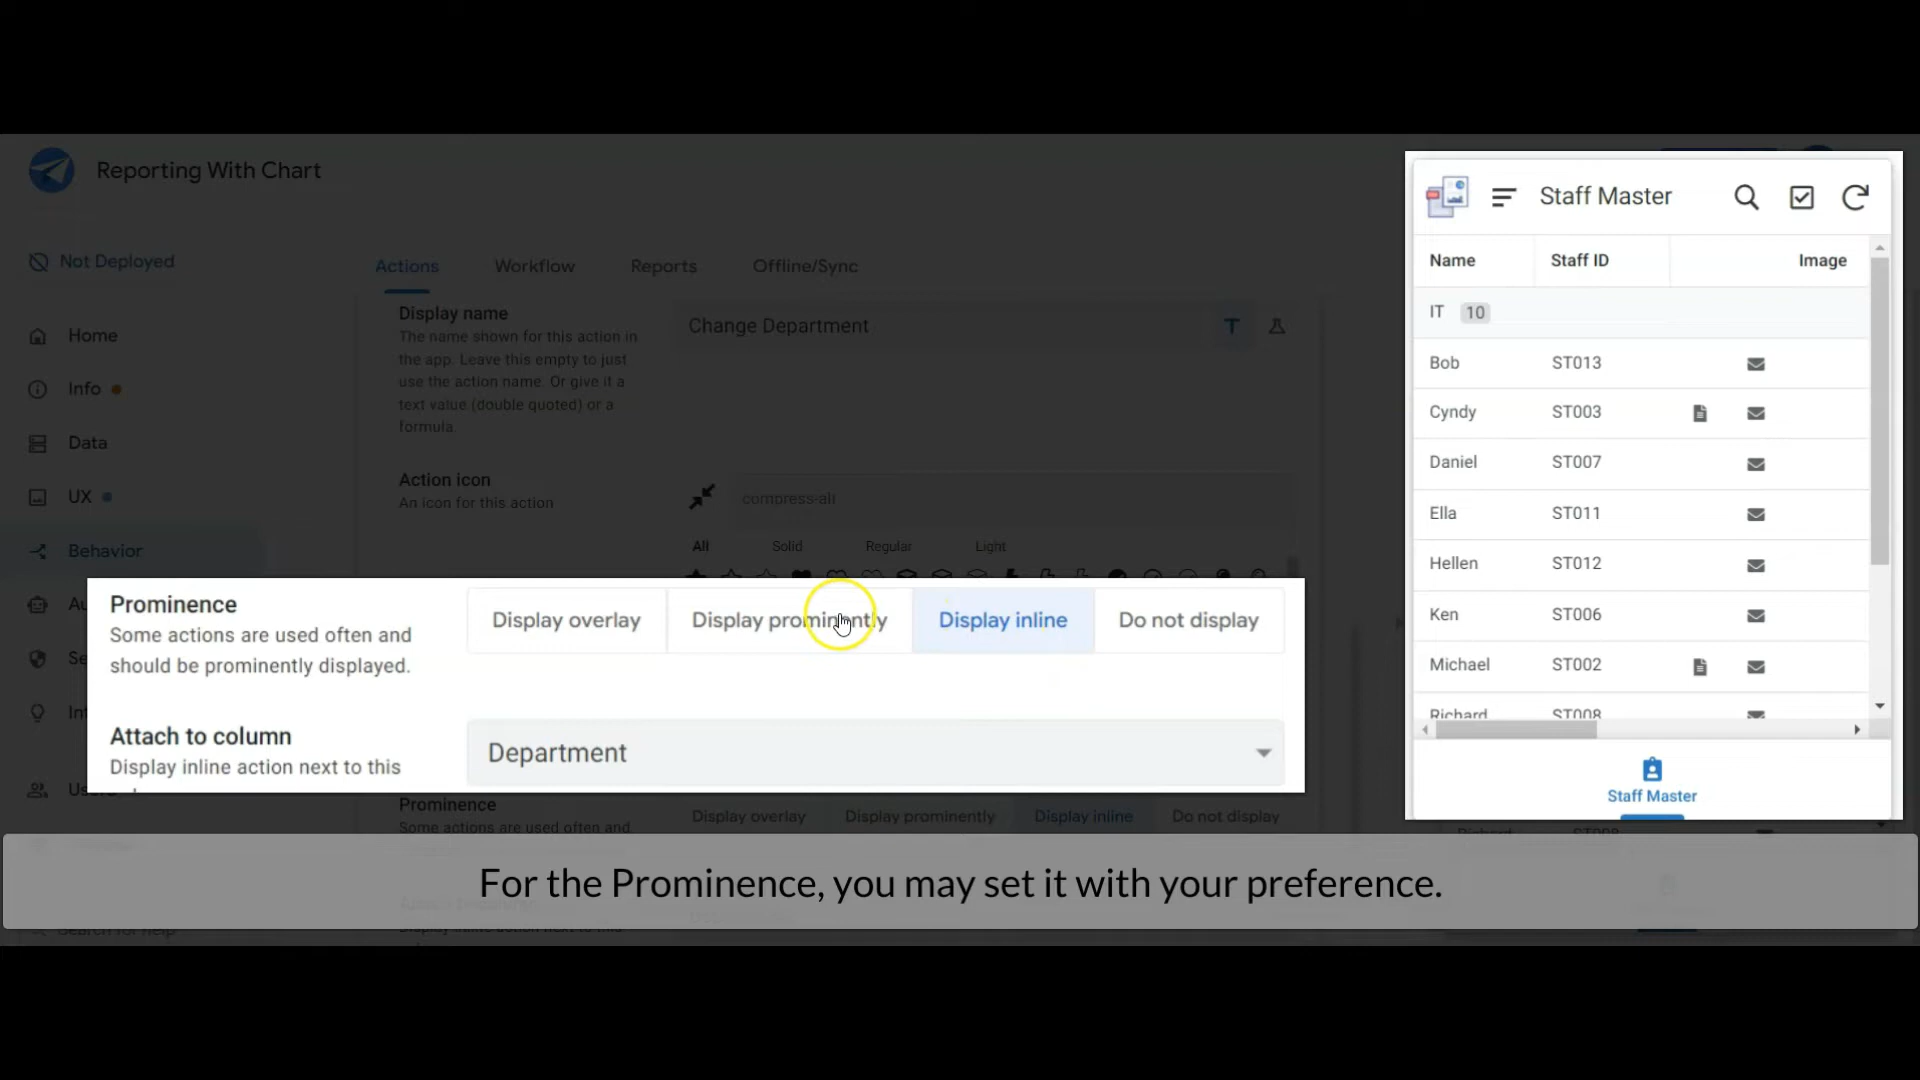 Reporting With Chart
Not Deployed
Home
Info
Data
UX
Behavior
Actions Workflow Reports Offline/Sync
Display name
The name shown for this action in
the app. Leave this empty to just
use the action name. Or give it a
text value (double quoted) or a
formula.
Change Department
Action icon
An icon for this action
compress-alt
All Solid Regular Light
Prominence
Some actions are used often and
should be prominently displayed.
Display overlay Display prominently Display inline Do not display
Attach to column
Display inline action next to this
Department
Prominence
Some actions are used often and
Display overlay Display prominently Display inline Do not display
For the Prominence, you may set it with your preference.
Search for help
Staff Master
Name Staff ID Image
IT 10
Bob ST013
Cyndy ST003
Daniel ST007
Ella ST011
Hellen ST012
Ken ST006
Michael ST002
Richard ST008
Staff Master